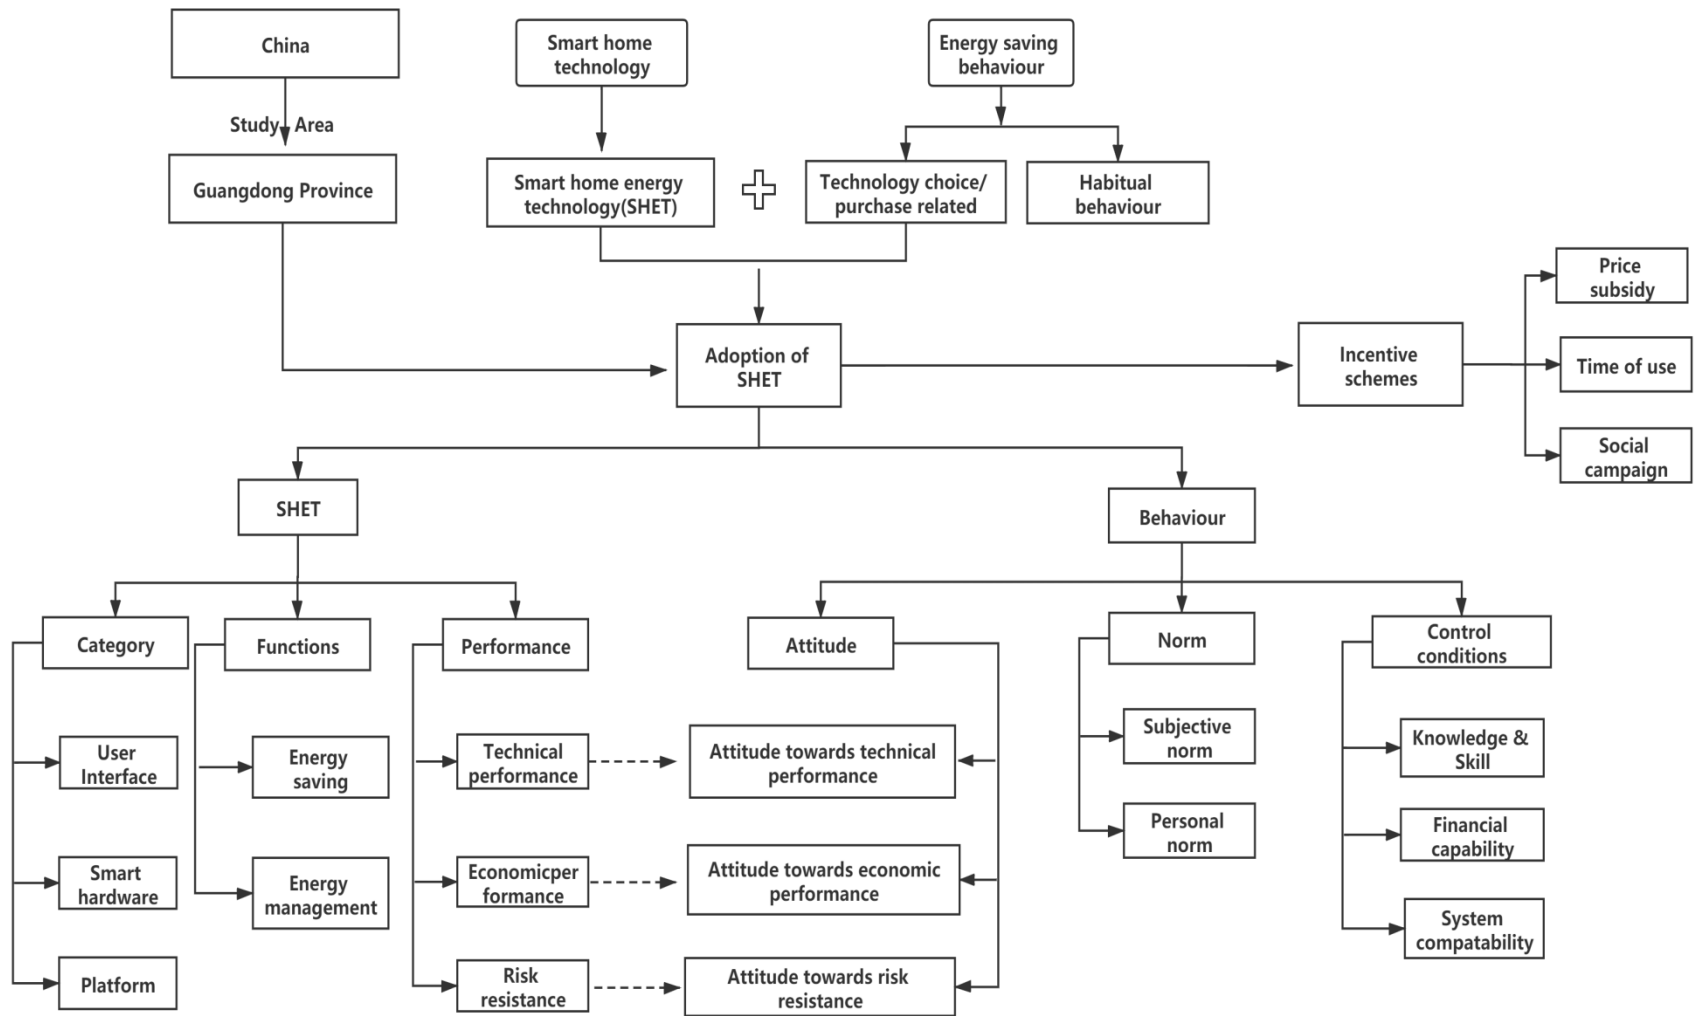 China
Smart home
technology
Energy saving
behaviour
Study Area
Guangdong Province
Smart home energy
technology(SHET)
Technology choice/
purchase related
Habitual
behaviour
Price
subsidy
Adoption of
SHET
Incentive
schemes
Time of use
Social
campaign
SHET
Behaviour
Category
Functions
Performance
Attitude
Norm
Control
conditions
User
Interface
Energy
saving
Technical
performance
Attitude towards technical
performance
Subjective
norm
Knowledge &
Skill
Smart
hardware
Energy
management
Economicper
formance
Attitude towards economic
performance
Personal
norm
Financial
capability
Platform
Risk
resistance
Attitude towards risk
resistance
System
compatability